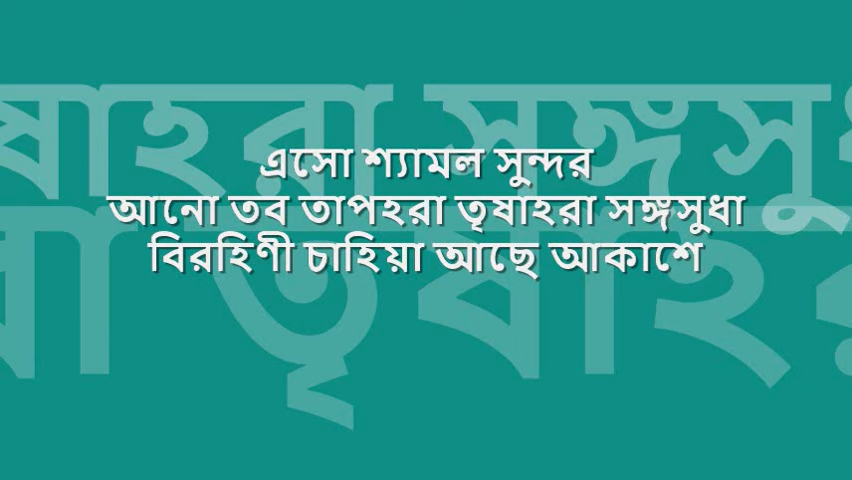 এসো শ্যামল সুন্দর
আনো তব তাপহরা তৃষাহরা সঙ্গসুধা
বিরহিণী চাহিয়া আছে আকাশে